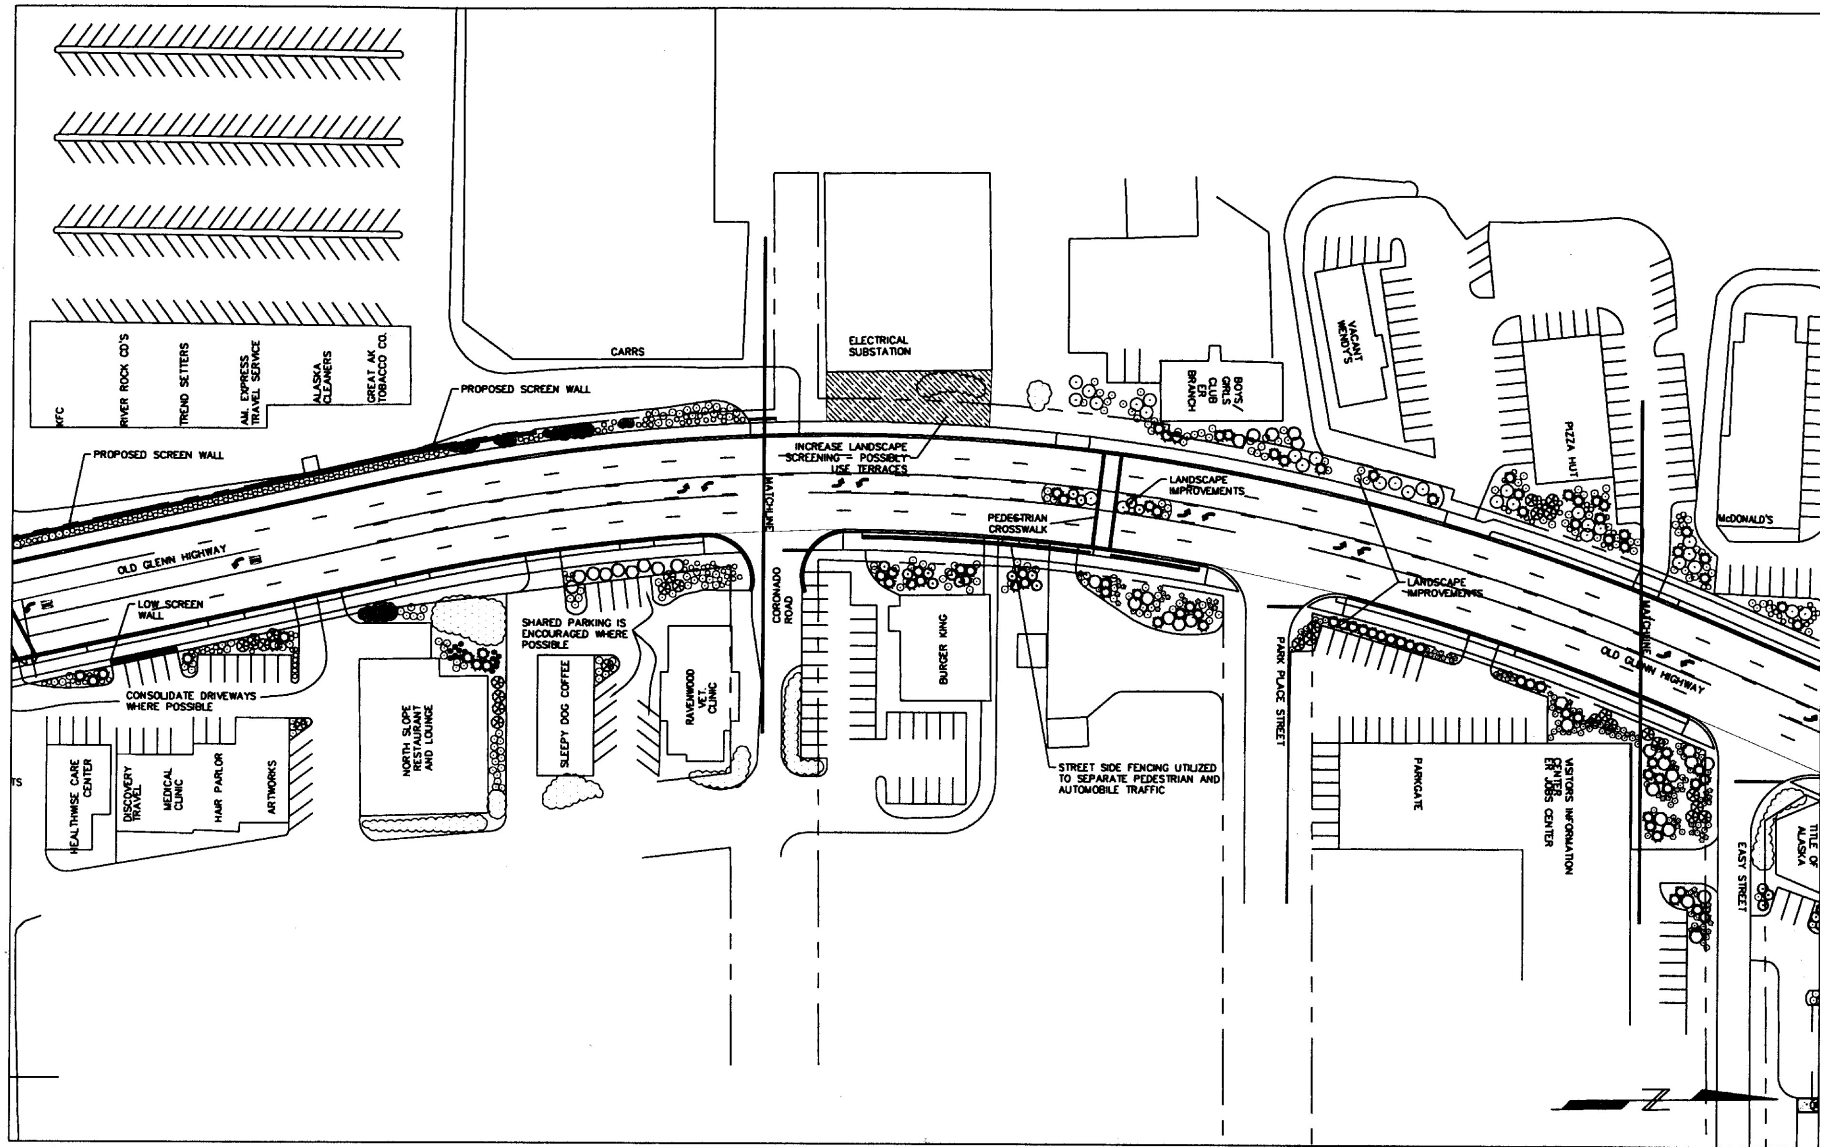 CARRS
ELECTRICAL
SUBSTATION
KFC
RIVER ROCK CD'S
TREND SETTERS
AM. EXPRESS
TRAVEL SERVICE
ALASKA
CLEANERS
GREAT AK
TOBACCO CO.
PROPOSED SCREEN WALL
PROPOSED SCREEN WALL
BOYS/
GIRLS
CLUB
ER
BRANCH
VACANT
WENDY'S
PIZZA HUT
McDONALD'S
INCREASE LANDSCAPE
SCREENING - POSSIBLY
USE TERRACES
LANDSCAPE
IMPROVEMENTS
PEDESTRIAN
CROSSWALK
MATCHLINE
OLD GLENN HIGHWAY
LOW SCREEN
WALL
LANDSCAPE
IMPROVEMENTS
MATCHLINE
OLD GLENN HIGHWAY
SHARED PARKING IS
ENCOURAGED WHERE
POSSIBLE
CORONADO
ROAD
BURGER KING
PARK PLACE STREET
CONSOLIDATE DRIVEWAYS
WHERE POSSIBLE
NORTH SLOPE
RESTAURANT
AND LOUNGE
SLEEPY DOG COFFEE
RAVENWOOD
VET.
CLINIC
STREET SIDE FENCING UTILIZED
TO SEPARATE PEDESTRIAN AND
AUTOMOBILE TRAFFIC
TS
HEALTHWISE CARE
CENTER
DISCOVERY
TRAVEL
MEDICAL
CLINIC
HAIR PARLOR
ARTWORKS
PARKGATE
VISITORS INFORMATION
CENTER
ER JOBS CENTER
TITLE OF
ALASKA
EASY STREET
N